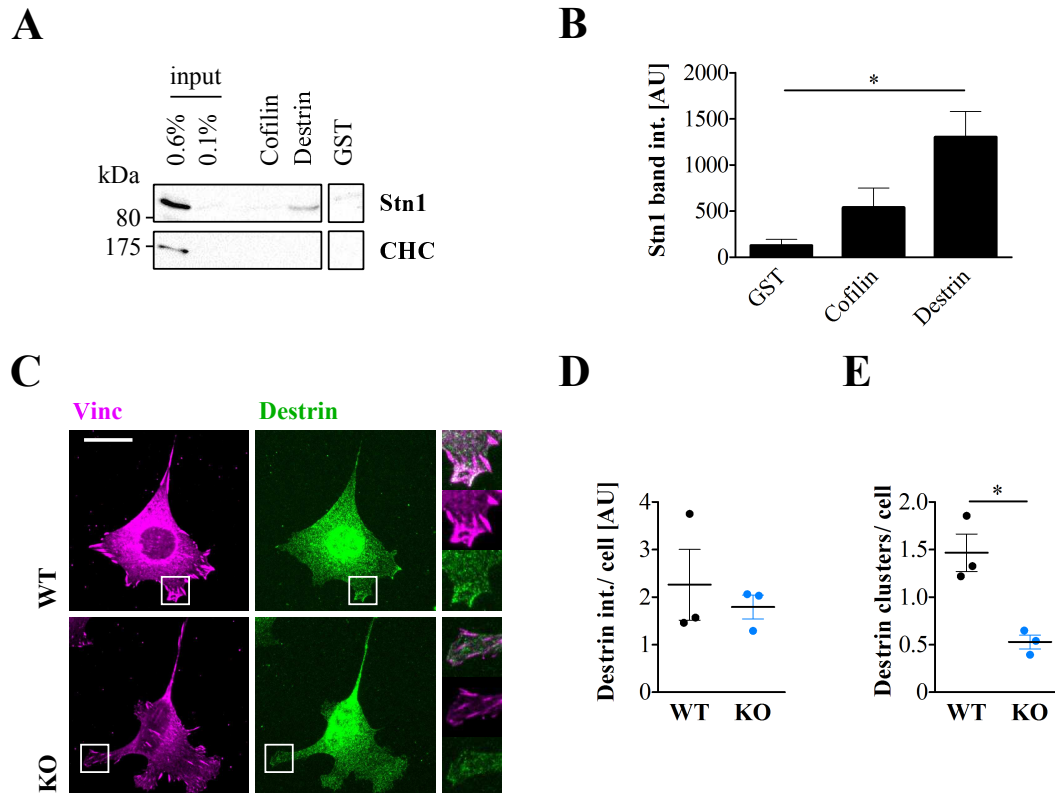 A
input
0.6%
0.1%
Cofilin
Destrin
GST
kDa
80
Stn1
175
CHC
B
Stn1 band int. [AU]
2000
1500
1000
500
0
*
GST
Cofilin
Destrin
C
Vinc
Destrin
WT
KO
D
Destrin int./ cell [AU]
4
3
2
1
0
WT KO
E
Destrin clusters/ cell
2.0
1.5
1.0
0.5
0.0
*
WT KO